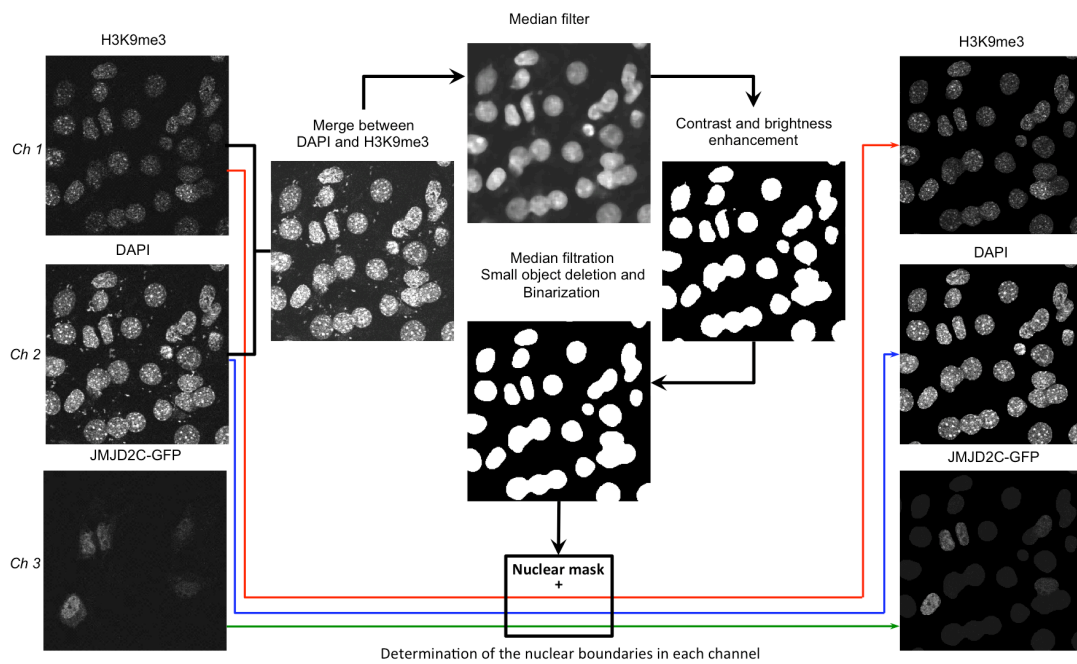 Median filter
H3K9me3
H3K9me3
Merge between
DAPI and H3K9me3
Contrast and brightness
enhancement
Ch 1
DAPI
DAPI
Median filtration
Small object deletion and
Binarization
Ch 2
JMJD2C-GFP
JMJD2C-GFP
Ch 3
Nuclear mask
+
Determination of the nuclear boundaries in each channel